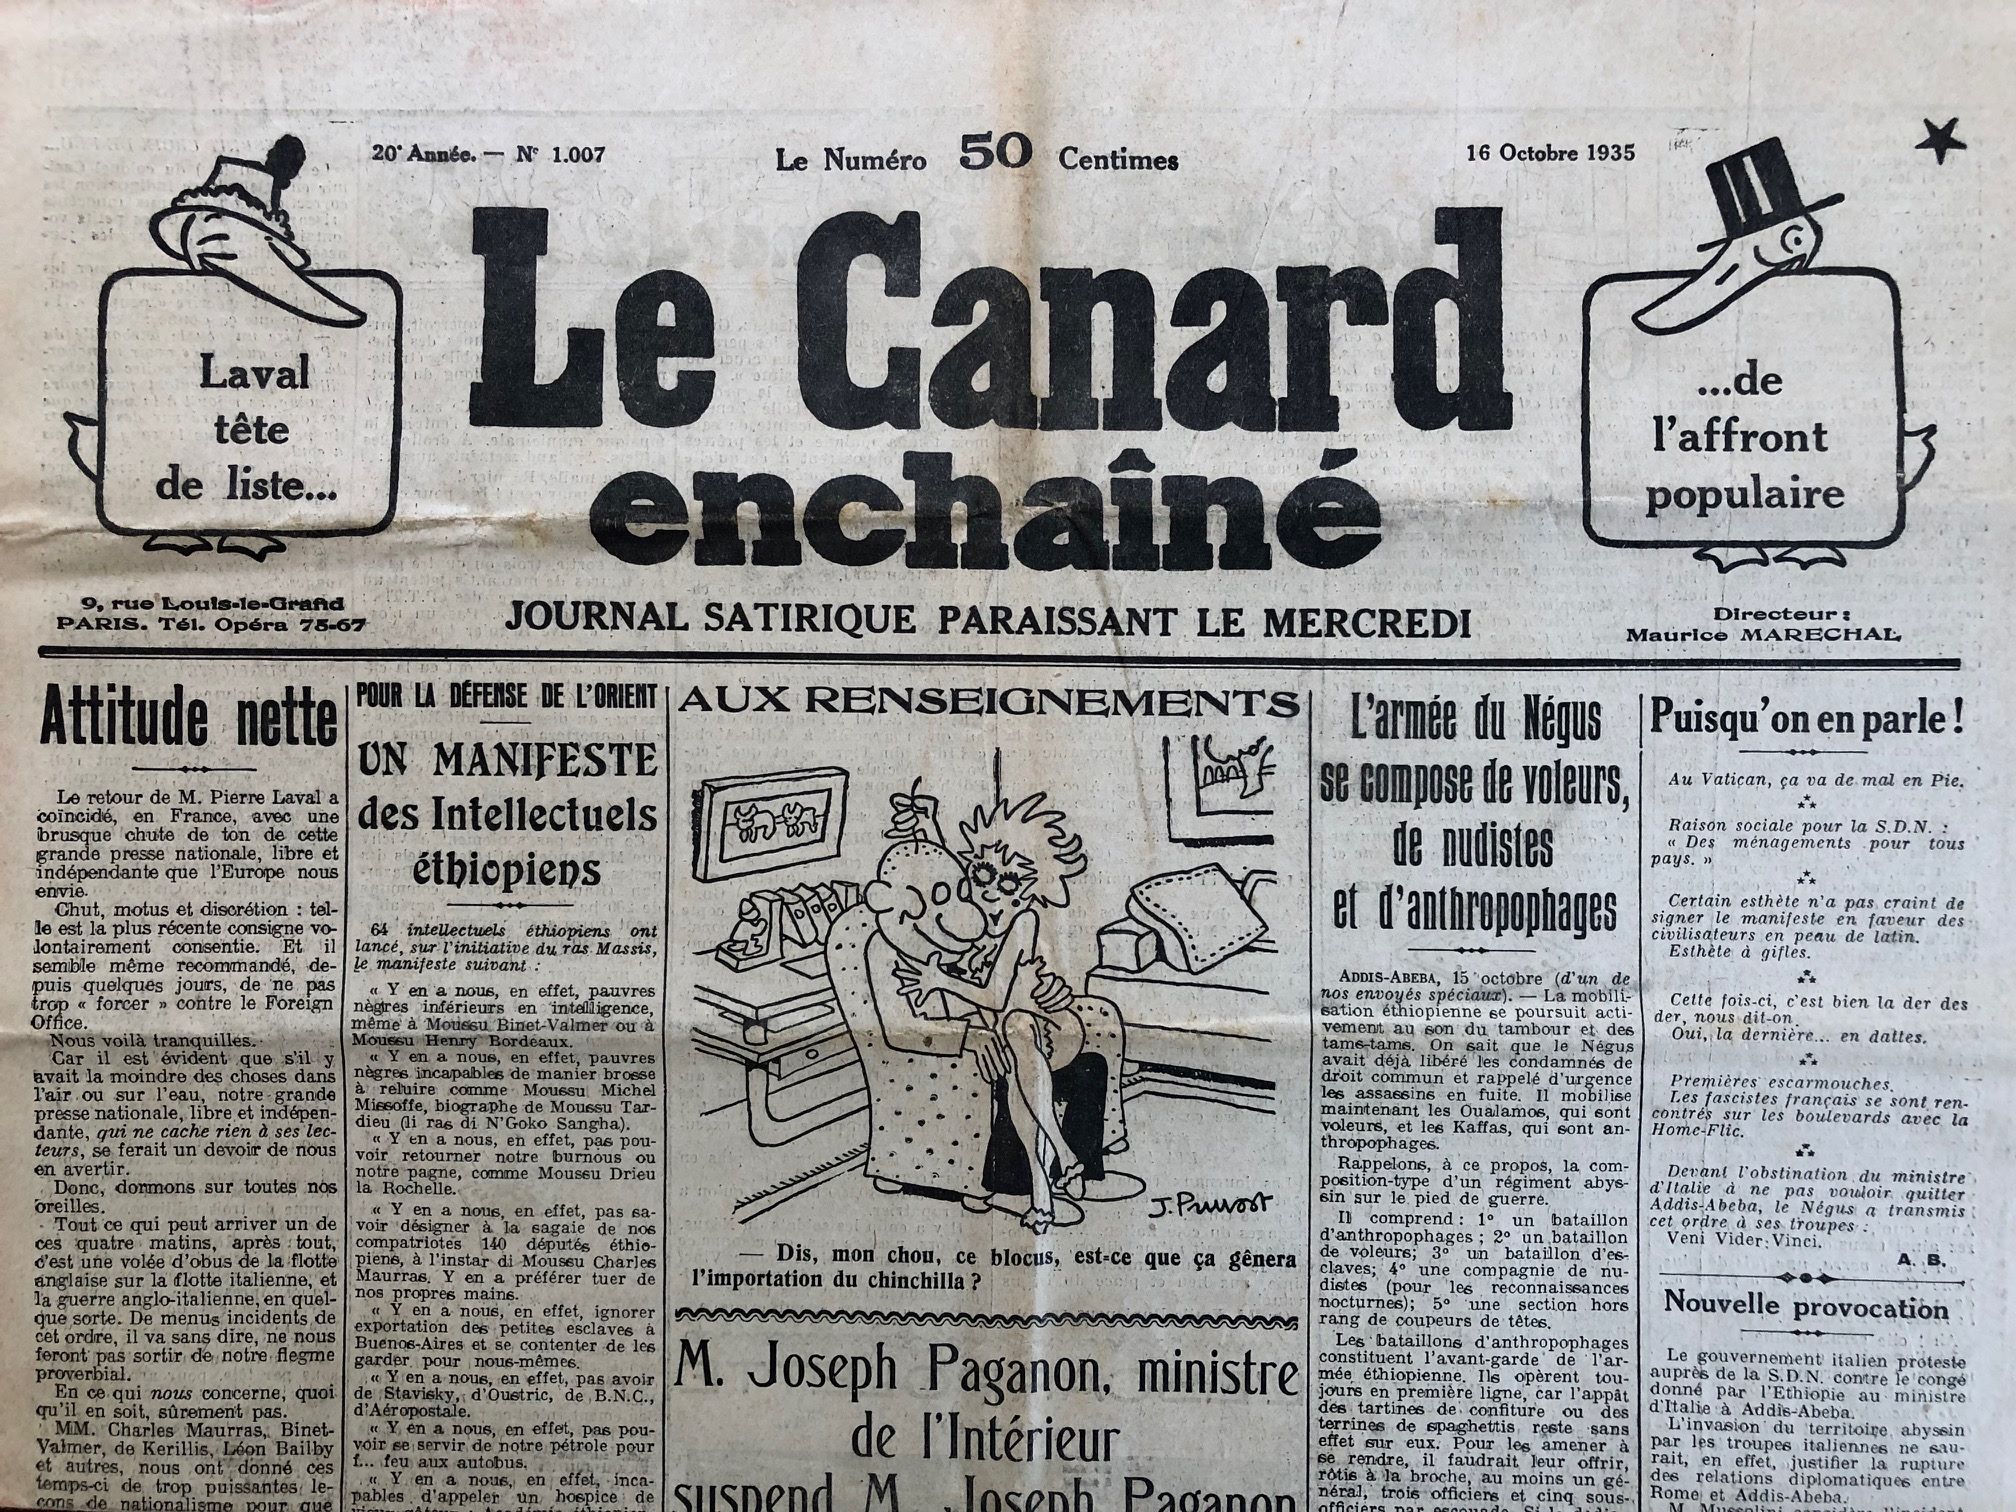 20e Année. — No 1.007
Le Numéro 50 Centimes
16 Octobre 1935
Laval
tête
de liste...
Le Canard
enchaîné
...de
l'affront
populaire
9, rue Louis-le-Grand
PARIS. Tél. Opéra 75-67
JOURNAL SATIRIQUE PARAISSANT LE MERCREDI
Directeur :
Maurice MARECHAL
Attitude nette
Le retour de M. Pierre Laval a
coïncidé, en France, avec une
brusque chute de ton de cette
grande presse nationale, libre et
indépendante que l'Europe nous
envie.
Chut, motus et discrétion : tel-
le est la plus récente consigne vo-
lontairement consentie. Et il
semble même recommandé, de-
puis quelques jours, de ne pas
trop « forcer » contre le Foreign
Office.
Nous voilà tranquilles.
Car il est évident que s'il y
avait la moindre des choses dans
l'air ou sur l'eau, notre grande
presse nationale, libre et indépen-
dante, qui ne cache rien à ses lec-
teurs, se ferait un devoir de nous
en avertir.
Donc, dormons sur toutes nos
oreilles.
Tout ce qui peut arriver un de
ces quatre matins, après tout,
c'est une volée d'obus de la flotte
anglaise sur la flotte italienne, et
la guerre anglo-italienne, en quel-
que sorte. De menus incidents de
cet ordre, il va sans dire, ne nous
feront pas sortir de notre flegme
proverbial.
En ce qui nous concerne, quoi
qu'il en soit, sûrement pas.
MM. Charles Maurras, Binet-
Valmer, de Kerillis, Léon Bailby
et autres, nous ont donné ces
temps-ci de trop puissantes le-
çons de nationalisme pour que
POUR LA DÉFENSE DE L'ORIENT
UN MANIFESTE
des Intellectuels
éthiopiens
64 intellectuels éthiopiens ont
lancé, sur l'initiative du ras Massis,
le manifeste suivant :
« Y en a nous, en effet, pauvres
nègres inférieurs en intelligence,
même à Moussu Binet-Valmer ou à
Moussu Henry Bordeaux.
« Y en a nous, en effet, pauvres
nègres incapables de manier brosse
à reluire comme Moussu Michel
Missoffe, biographe de Moussu Tar-
dieu (li ras di N'Goko Sangha).
« Y en a nous, en effet, pas pou-
voir retourner notre burnous ou
notre pagne, comme Moussu Drieu
la Rochelle.
« Y en a nous, en effet, pas sa-
voir désigner à la sagaie de nos
compatriotes 140 députés éthio-
piens, à l'instar di Moussu Charles
Maurras. Y en a préférer tuer de
nos propres mains.
« Y en a nous, en effet, ignorer
exportation des petites esclaves à
Buenos-Aires et se contenter de les
garder pour nous-mêmes.
« Y en a nous, en effet, pas avoir
de Stavisky, d'Oustric, de B.N.C.,
d'Aéropostale.
« Y en a nous, en effet, pas pou-
voir se servir de notre pétrole pour
f... feu aux autobus.
« Y en a nous, en effet, inca-
pables d'appeler un hospice de
AUX RENSEIGNEMENTS
J. Pruvost
— Dis, mon chou, ce blocus, est-ce que ça gênera
l'importation du chinchilla ?
M. Joseph Paganon, ministre
de l'Intérieur
suspend M. Joseph Paganon
L'armée du Négus
se compose de voleurs,
de nudistes
et d'anthropophages
ADDIS-ABEBA, 15 octobre (d'un de
nos envoyés spéciaux). — La mobili-
sation éthiopienne se poursuit acti-
vement au son du tambour et des
tams-tams. On sait que le Négus
avait déjà libéré les condamnés de
droit commun et rappelé d'urgence
les assassins en fuite. Il mobilise
maintenant les Oualamos, qui sont
voleurs, et les Kaffas, qui sont an-
thropophages.
Rappelons, à ce propos, la com-
position-type d'un régiment abys-
sin sur le pied de guerre.
Il comprend : 1° un bataillon
d'anthropophages ; 2° un bataillon
de voleurs; 3° un bataillon d'es-
claves; 4° une compagnie de nu-
distes (pour les reconnaissances
nocturnes); 5° une section hors
rang de coupeurs de têtes.
Les bataillons d'anthropophages
constituent l'avant-garde de l'ar-
mée éthiopienne. Ils opèrent tou-
jours en première ligne, car l'appât
des tartines de confiture ou des
terrines de spaghettis reste sans
effet sur eux. Pour les amener à
se rendre, il faudrait leur offrir,
rôtis à la broche, au moins un gé-
néral, trois officiers et cinq sous-
Puisqu'on en parle !
Au Vatican, ça va de mal en Pie.
Raison sociale pour la S.D.N. :
« Des ménagements pour tous
pays. »
Certain esthète n'a pas craint de
signer le manifeste en faveur des
civilisateurs en peau de latin.
Esthète à gifles.
Cette fois-ci, c'est bien la der des
der, nous dit-on.
Oui, la dernière... en dattes.
Premières escarmouches.
Les fascistes français se sont ren-
contrés sur les boulevards avec la
Home-Flic.
Devant l'obstination du ministre
d'Italie à ne pas vouloir quitter
Addis-Abeba, le Négus a transmis
cet ordre à ses troupes :
Veni Vider Vinci.
A. B.
Nouvelle provocation
Le gouvernement italien proteste
auprès de la S.D.N. contre le congé
donné par l'Ethiopie au ministre
d'Italie à Addis-Abeba.
L'invasion du territoire abyssin
par les troupes italiennes ne sau-
rait, en effet, justifier la rupture
des relations diplomatiques entre
Rome et Addis-Abeba.